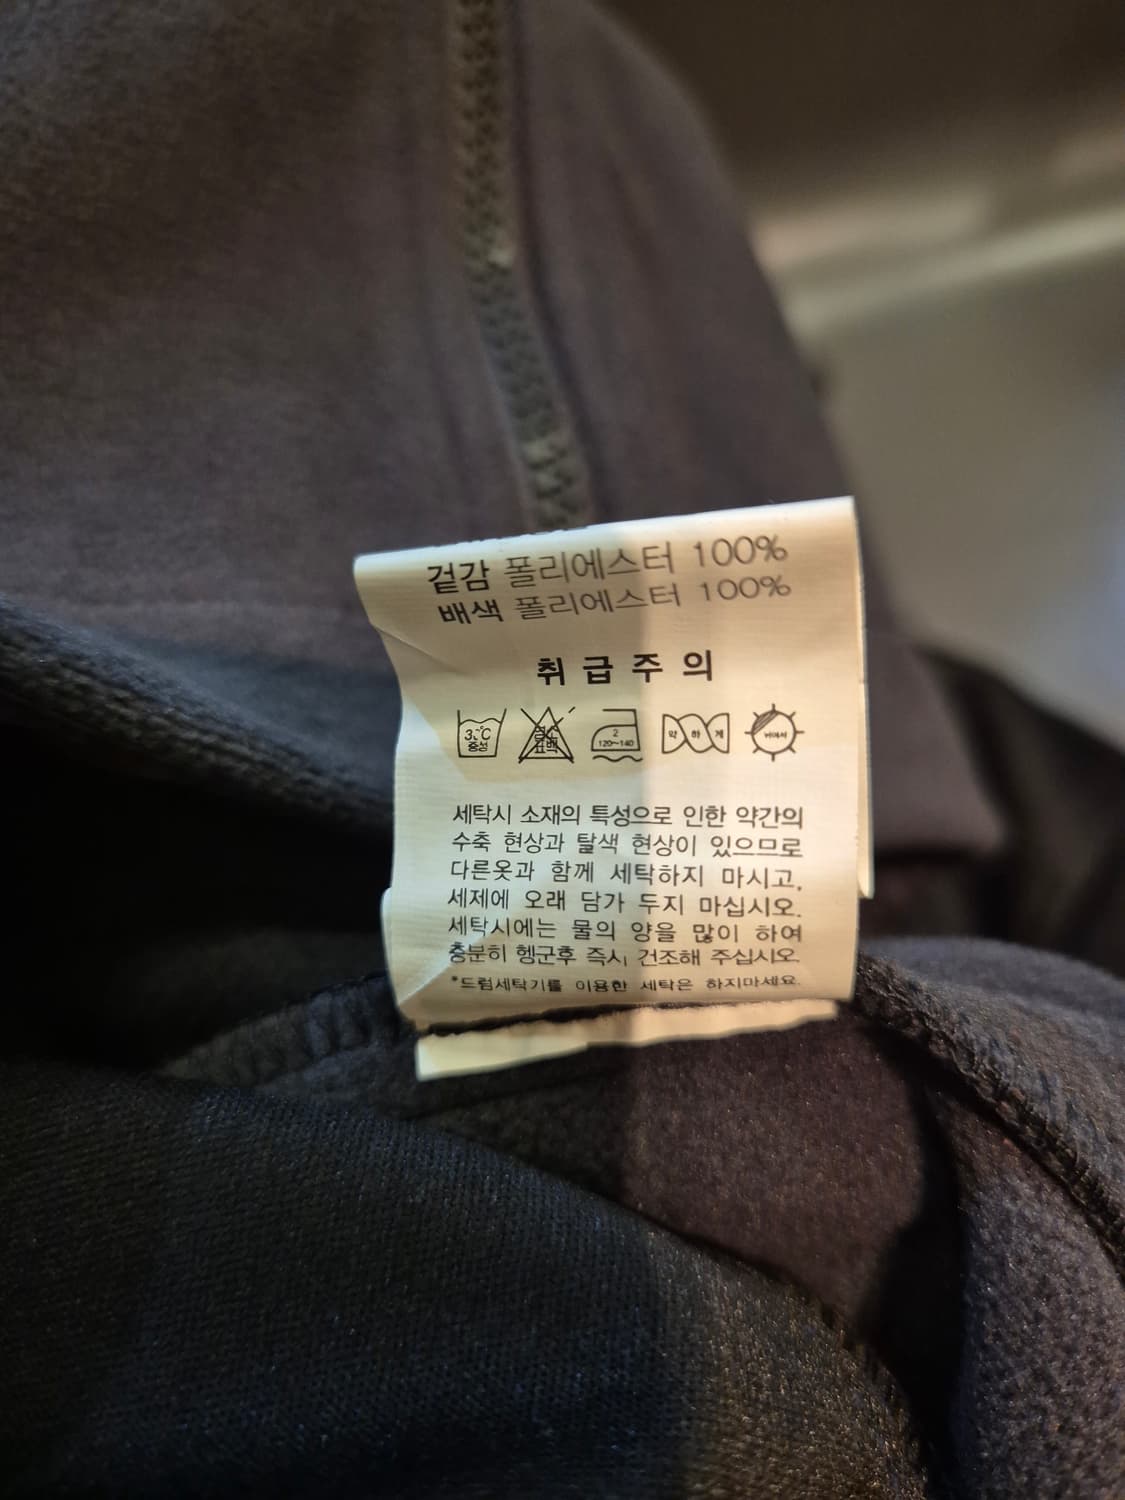 겉감 폴리에스터 100%
배색 폴리에스터 100%
취급주의
중성
2
120~140
약 하 게
세탁시 소재의 특성으로 인한 약간의
수축 현상과 탈색 현상이 있으므로
다른옷과 함께 세탁하지 마시고,
세제에 오래 담가 두지 마십시오.
세탁시에는 물의 양을 많이 하여
충분히 헹군후 즉시 건조해 주십시오.
*드럼세탁기를 이용한 세탁은 하지마세요.